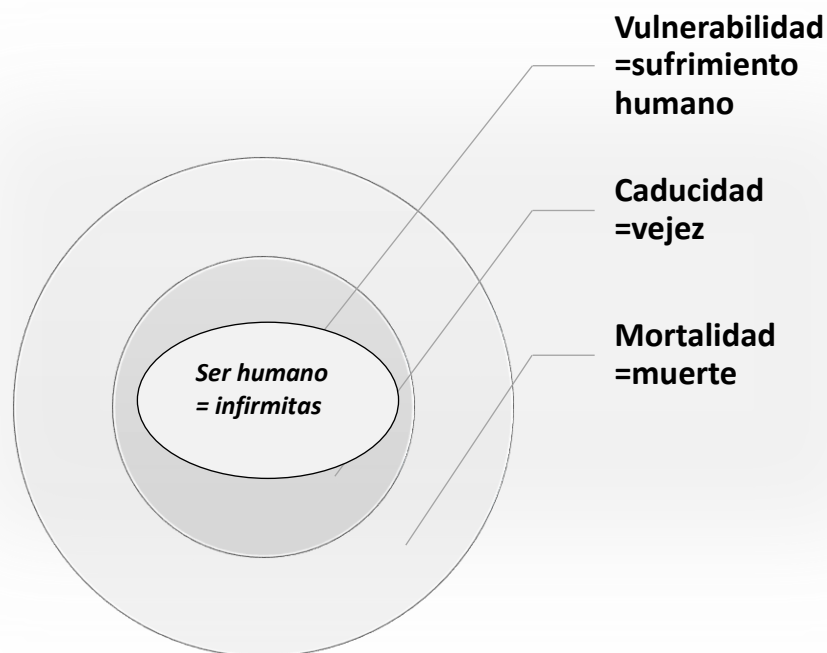 Vulnerabilidad
=sufrimiento
humano
Caducidad
=vejez
Mortalidad
=muerte
Ser humano
= infirmitas